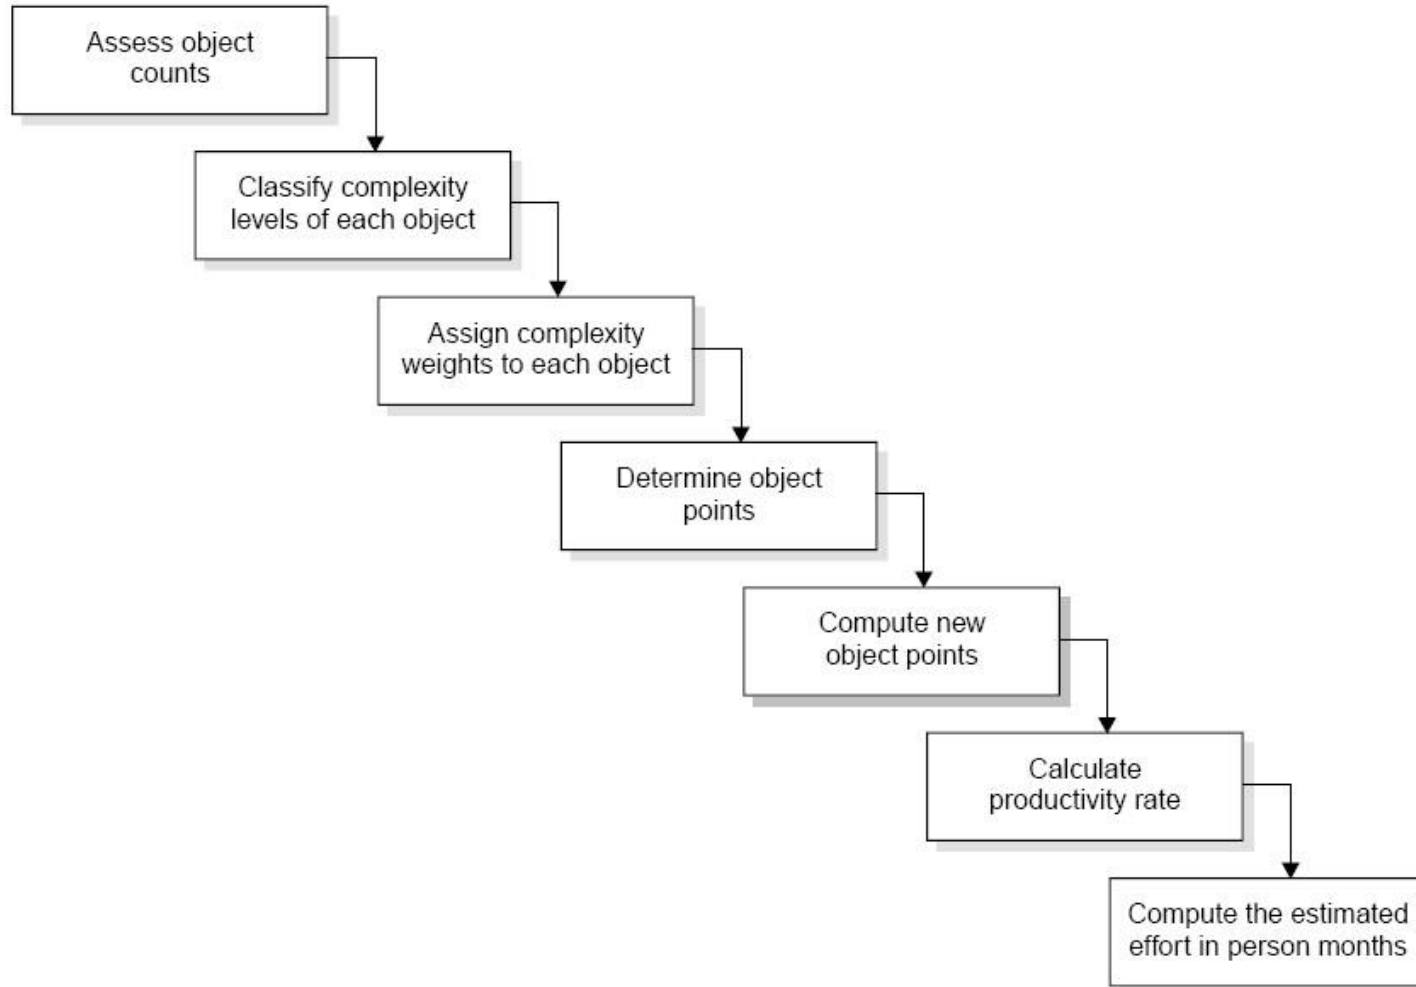 Assess object
counts
Classify complexity
levels of each object
Assign complexity
weights to each object
Determine object
points
Compute new
object points
Calculate
productivity rate
Compute the estimated
effort in person months